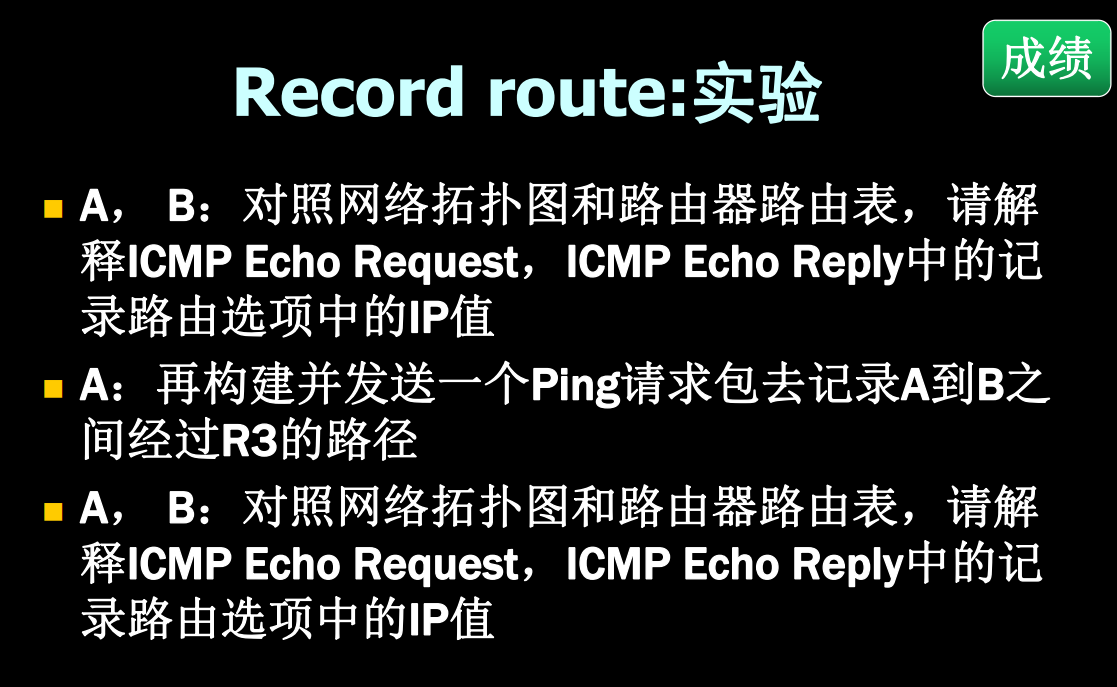 成绩
Record route:实验
A， B：对照网络拓扑图和路由器路由表，请解
释ICMP Echo Request，ICMP Echo Reply中的记
录路由选项中的IP值
A：再构建并发送一个Ping请求包去记录A到B之
间经过R3的路径
A， B：对照网络拓扑图和路由器路由表，请解
释ICMP Echo Request，ICMP Echo Reply中的记
录路由选项中的IP值